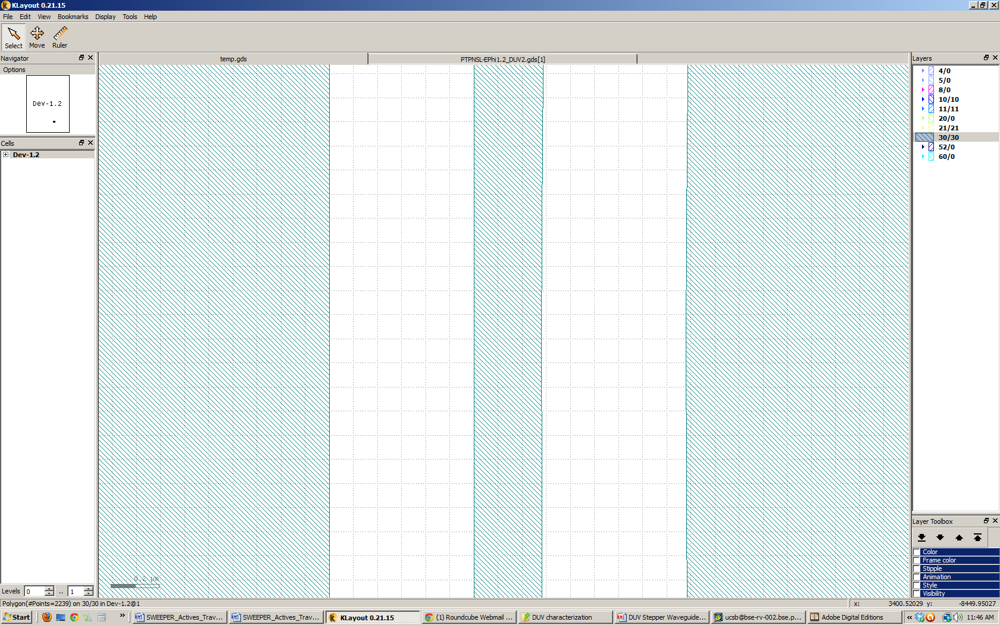 KLayout 0.21.15
File Edit View Bookmarks Display Tools Help
Select Move Ruler
Navigator
Options
Dev-1.2
Cells
Dev-1.2
Levels 0 .. 1
temp.gds PTPNSL-EPhi1.2_DUV2.gds[1]
0.2 µm
Layers
4/0
5/0
8/0
10/10
11/11
20/0
21/21
30/30
52/0
60/0
Layer Toolbox
Color
Frame color
Stipple
Animation
Style
Visibility
Polygon(#Points=2239) on 30/30 in Dev-1.2@1 x: 3400.52029 y: -8449.95027
Start » SWEEPER_Actives_Trav... SWEEPER_Actives_Trav... KLayout 0.21.15 (1) Roundcube Webmail ... DUV characterization DUV Stepper Waveguide... ucsb@bse-rv-002.bse.p... Adobe Digital Editions « 11:46 AM